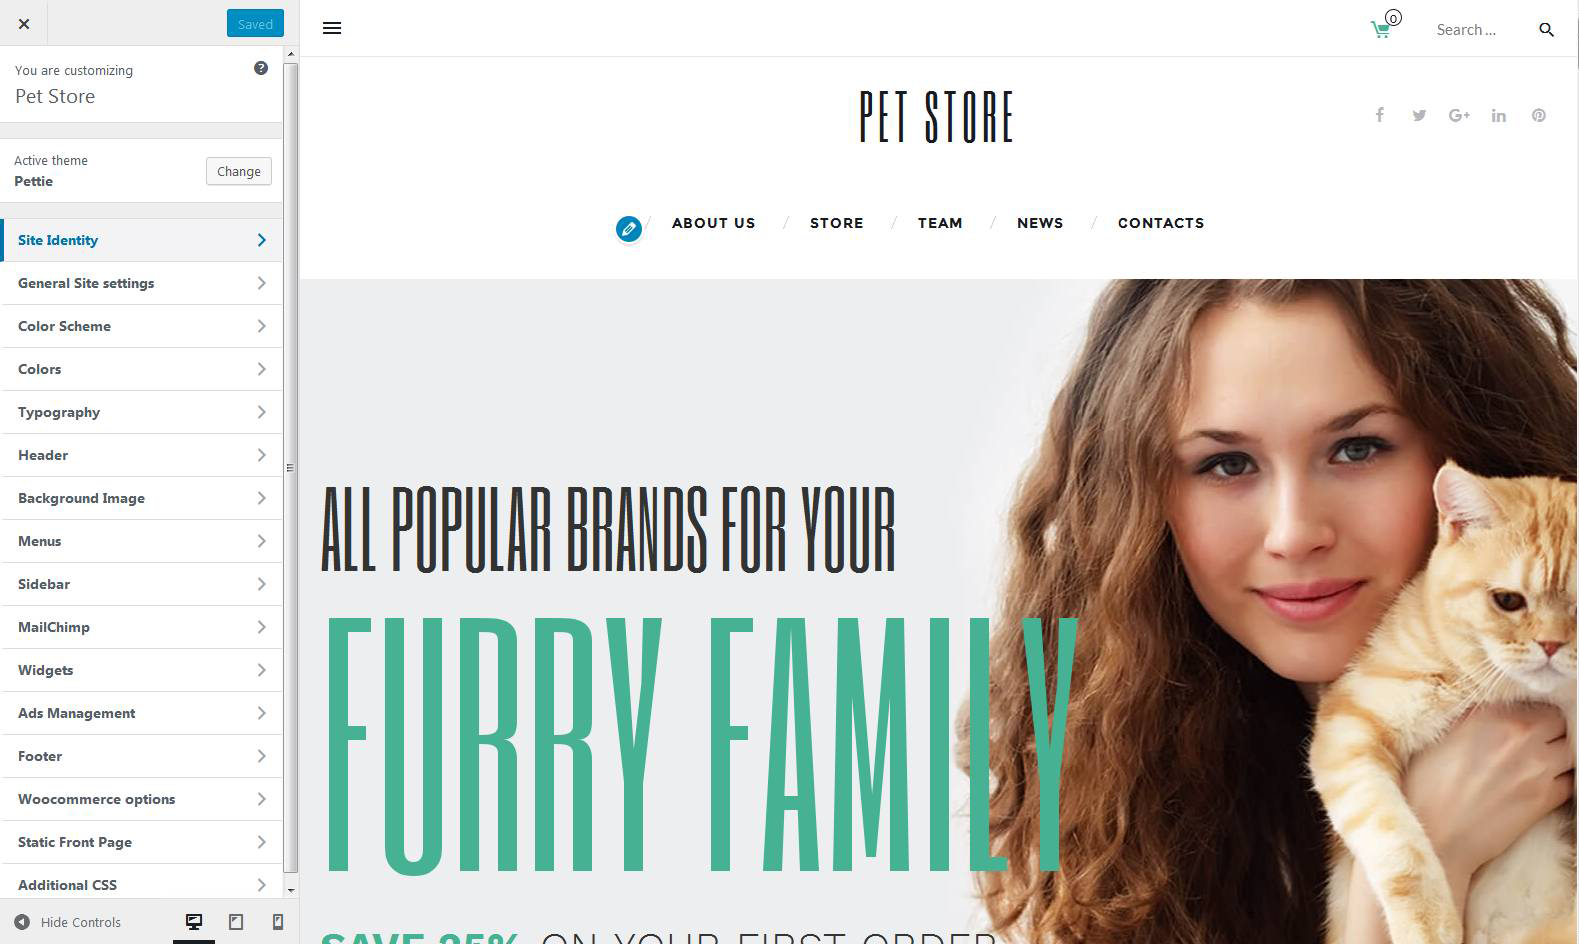 Saved
You are customizing
Pet Store
Active theme
Pettie
Change
Site Identity
General Site settings
Color Scheme
Colors
Typography
Header
Background Image
Menus
Sidebar
MailChimp
Widgets
Ads Management
Footer
Woocommerce options
Static Front Page
Additional CSS
Hide Controls
0
Search ...
PET STORE
G+
in
/ ABOUT US / STORE / TEAM / NEWS / CONTACTS
ALL POPULAR BRANDS FOR YOUR
FURRY FAMILY
SAVE 25% ON YOUR FIRST ORDER